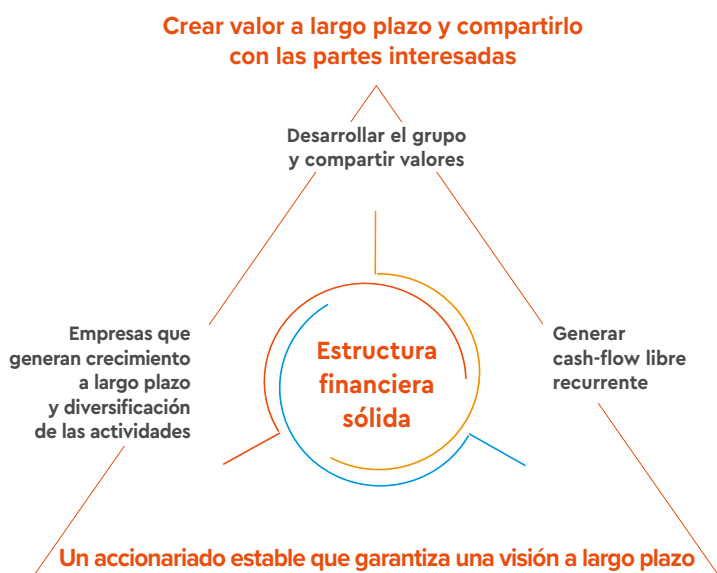 Crear valor a largo plazo y compartirlo
con las partes interesadas
Desarrollar el grupo
y compartir valores
Empresas que
generan crecimiento
a largo plazo
y diversificación
de las actividades
Estructura
financiera
sólida
Generar
cash-flow libre
recurrente
Un accionariado estable que garantiza una visión a largo plazo